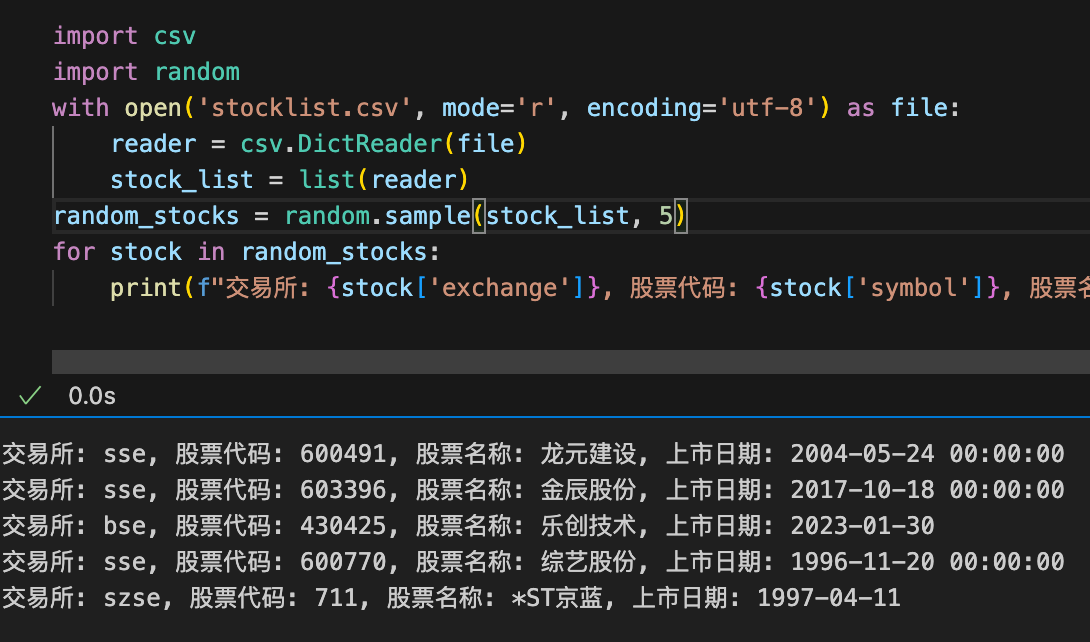 import csv
import random
with open('stocklist.csv', mode='r', encoding='utf-8') as file:
    reader = csv.DictReader(file)
    stock_list = list(reader)
random_stocks = random.sample(stock_list, 5)
for stock in random_stocks:
    print(f"交易所: {stock['exchange']}, 股票代码: {stock['symbol']}, 股票名
0.0s
交易所: sse, 股票代码: 600491, 股票名称: 龙元建设, 上市日期: 2004-05-24 00:00:00
交易所: sse, 股票代码: 603396, 股票名称: 金辰股份, 上市日期: 2017-10-18 00:00:00
交易所: bse, 股票代码: 430425, 股票名称: 乐创技术, 上市日期: 2023-01-30
交易所: sse, 股票代码: 600770, 股票名称: 综艺股份, 上市日期: 1996-11-20 00:00:00
交易所: szse, 股票代码: 711, 股票名称: *ST京蓝, 上市日期: 1997-04-11